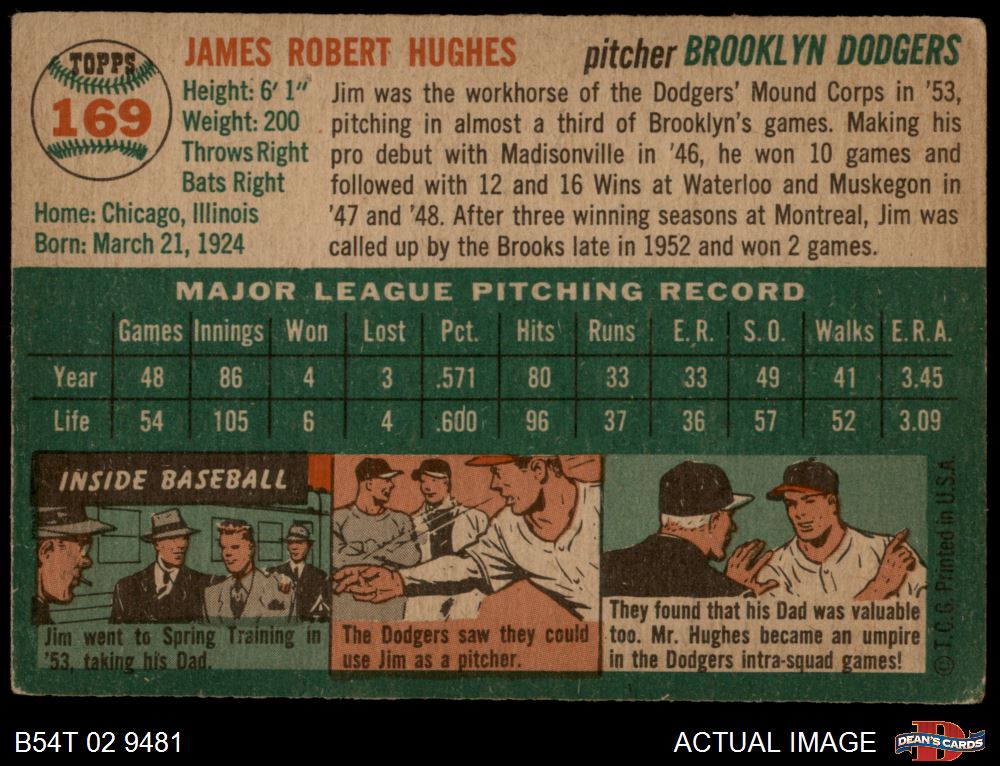 TOPPS
169
JAMES ROBERT HUGHES
pitcher BROOKLYN DODGERS
Height: 6' 1"
Weight: 200
Throws Right
Bats Right
Home: Chicago, Illinois
Born: March 21, 1924
Jim was the workhorse of the Dodgers' Mound Corps in '53,
pitching in almost a third of Brooklyn's games. Making his
pro debut with Madisonville in '46, he won 10 games and
followed with 12 and 16 Wins at Waterloo and Muskegon in
'47 and '48. After three winning seasons at Montreal, Jim was
called up by the Brooks late in 1952 and won 2 games.
MAJOR LEAGUE PITCHING RECORD
Games Innings Won Lost Pct. Hits Runs E.R. S.O. Walks E.R.A.
Year 48 86 4 3 .571 80 33 33 49 41 3.45
Life 54 105 6 4 .600 96 37 36 57 52 3.09
INSIDE BASEBALL
Jim went to Spring Training in
'53, taking his Dad.
The Dodgers saw they could
use Jim as a pitcher.
They found that his Dad was valuable
too. Mr. Hughes became an umpire
in the Dodgers intra-squad games!
© T.C.G. Printed in U.S.A.
B54T 02 9481
ACTUAL IMAGE
DEAN'S CARDS